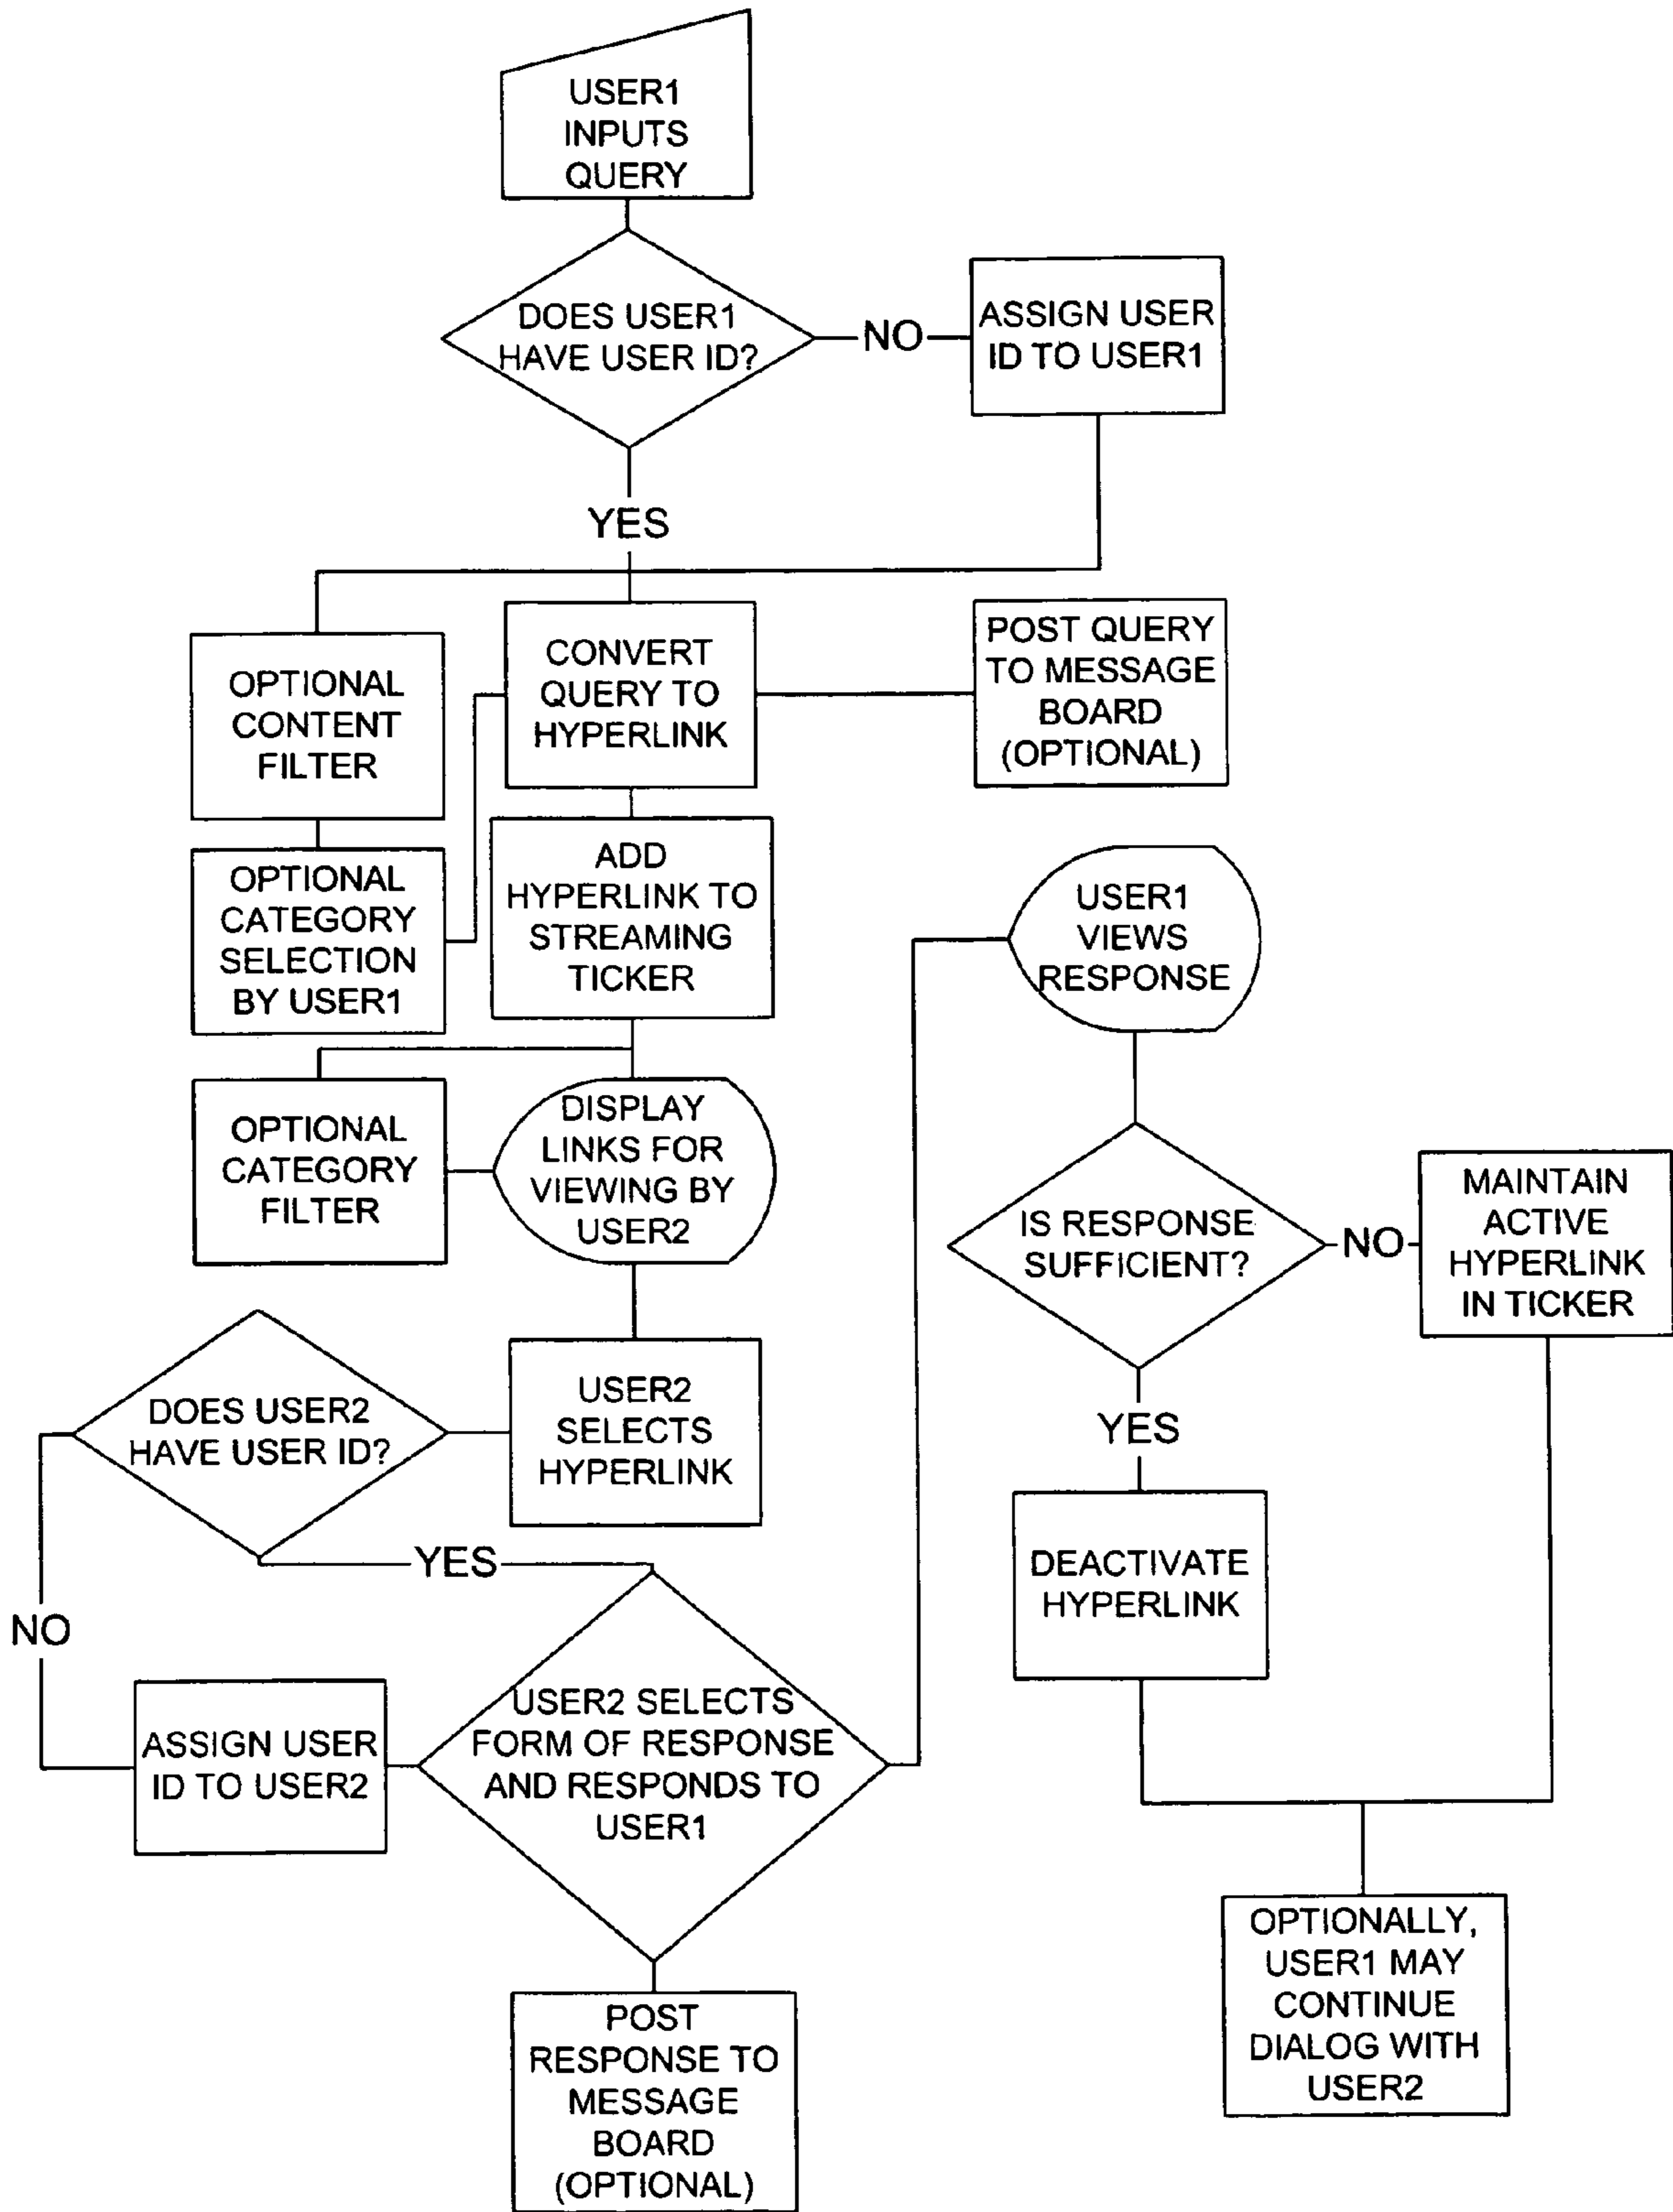 USER1
INPUTS
QUERY
DOES USER1
HAVE USER ID?
NO
ASSIGN USER
ID TO USER1
YES
OPTIONAL
CONTENT
FILTER
CONVERT
QUERY TO
HYPERLINK
POST QUERY
TO MESSAGE
BOARD
(OPTIONAL)
OPTIONAL
CATEGORY
SELECTION
BY USER1
ADD
HYPERLINK TO
STREAMING
TICKER
OPTIONAL
CATEGORY
FILTER
DISPLAY
LINKS FOR
VIEWING BY
USER2
USER2
SELECTS
HYPERLINK
DOES USER2
HAVE USER ID?
YES
NO
ASSIGN USER
ID TO USER2
USER2 SELECTS
FORM OF RESPONSE
AND RESPONDS TO
USER1
POST
RESPONSE TO
MESSAGE
BOARD
(OPTIONAL)
USER1
VIEWS
RESPONSE
IS RESPONSE
SUFFICIENT?
NO
MAINTAIN
ACTIVE
HYPERLINK
IN TICKER
YES
DEACTIVATE
HYPERLINK
OPTIONALLY,
USER1 MAY
CONTINUE
DIALOG WITH
USER2